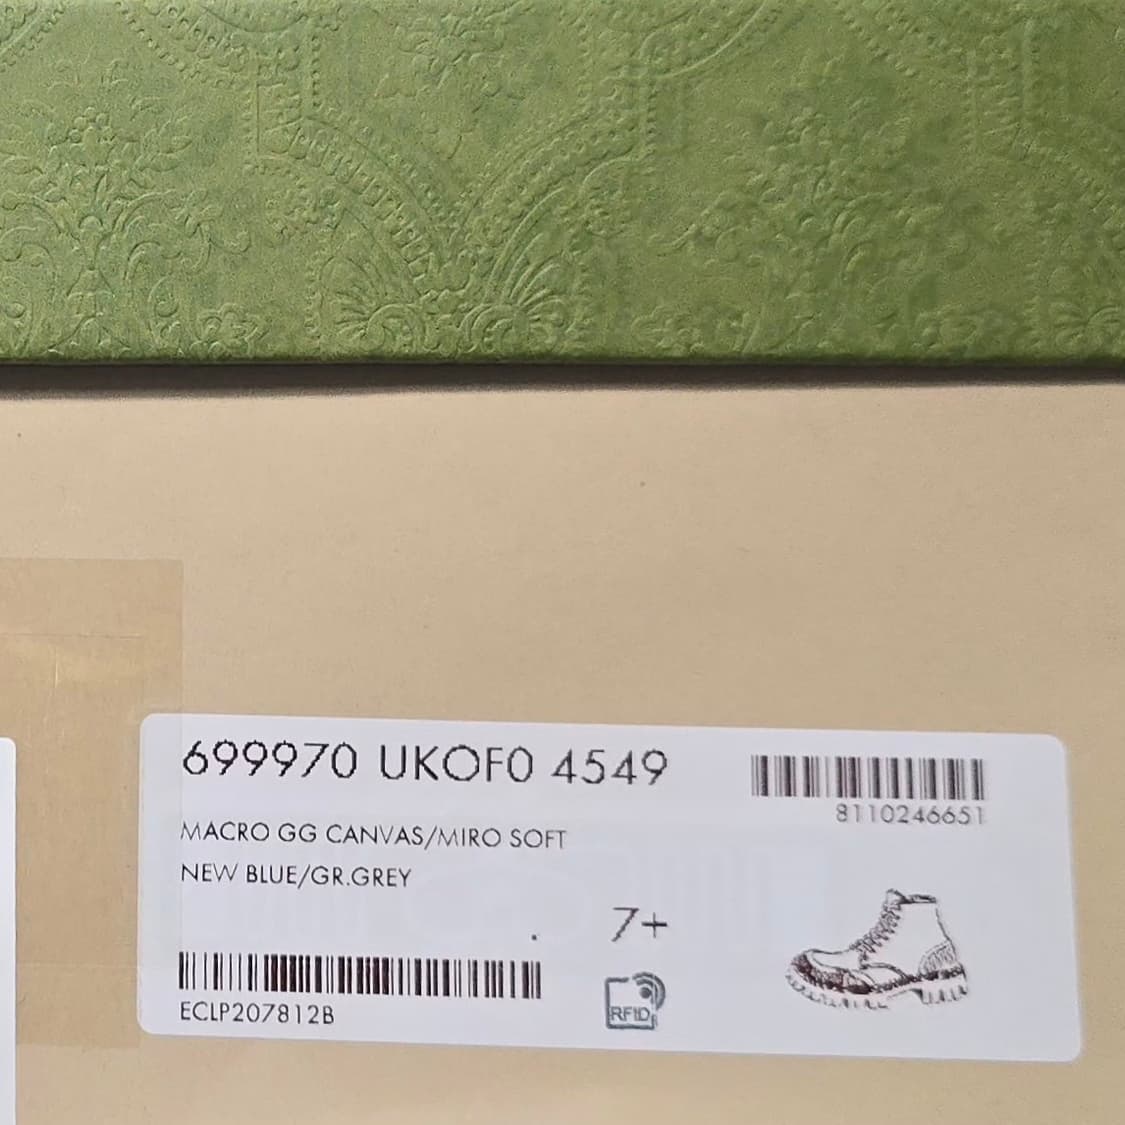 699970 UKOF0 4549
8110246651
MACRO GG CANVAS/MIRO SOFT
NEW BLUE/GR.GREY
7+
RFID
ECLP207812B